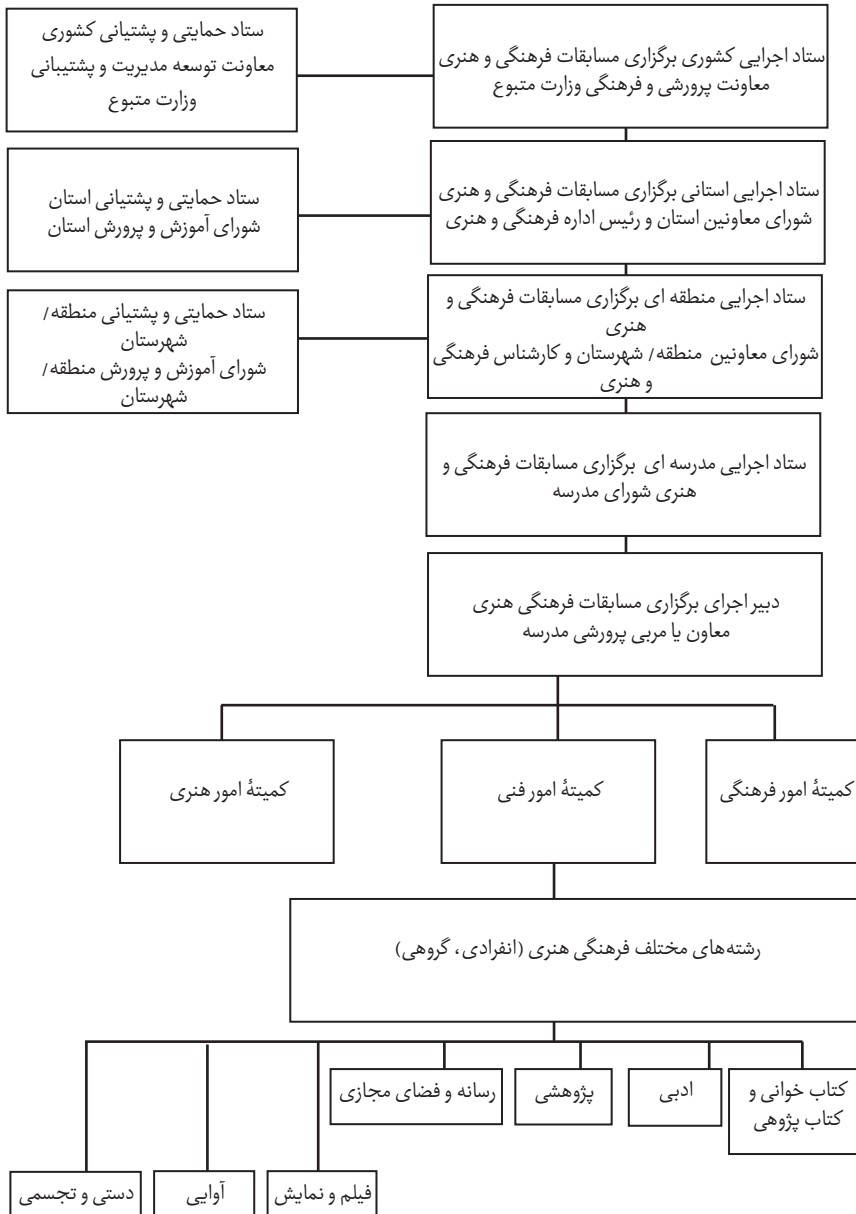 ستاد اجرایی کشوری برگزاری مسابقات فرهنگی و هنری
معاونت پرورشی و فرهنگی وزارت متبوع
ستاد حمایتی و پشتیانی کشوری
معاونت توسعه مدیریت و پشتیبانی
وزارت متبوع
ستاد اجرایی استانی برگزاری مسابقات فرهنگی و هنری
شورای معاونین استان و رئیس اداره فرهنگی و هنری
ستاد حمایتی و پشتیانی استان
شورای آموزش و پرورش استان
ستاد اجرایی منطقه ای برگزاری مسابقات فرهنگی و
هنری
شورای معاونین منطقه/ شهرستان و کارشناس فرهنگی
و هنری
ستاد حمایتی و پشتیانی منطقه/
شهرستان
شورای آموزش و پرورش منطقه/
شهرستان
ستاد اجرایی مدرسه ای برگزاری مسابقات فرهنگی و
هنری شورای مدرسه
دبیر اجرای برگزاری مسابقات فرهنگی هنری
معاون یا مربی پرورشی مدرسه
کمیتهٔ امور فرهنگی
کمیتهٔ امور فنی
کمیتهٔ امور هنری
رشته‌های مختلف فرهنگی هنری (انفرادی، گروهی)
کتاب خوانی و
کتاب پژوهی
ادبی
پژوهشی
رسانه و فضای مجازی
فیلم و نمایش
آوایی
دستی و تجسمی